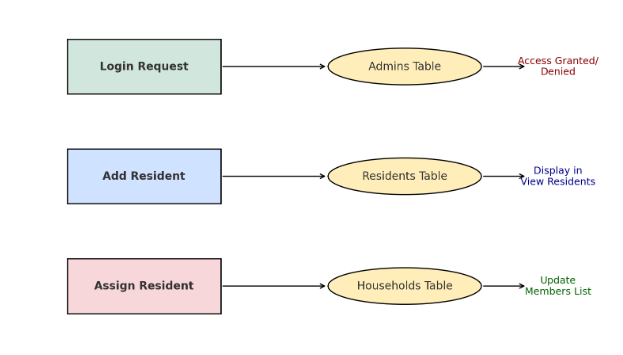 Login Request
Admins Table
Access Granted/
Denied
Add Resident
Residents Table
Display in
View Residents
Assign Resident
Households Table
Update
Members List